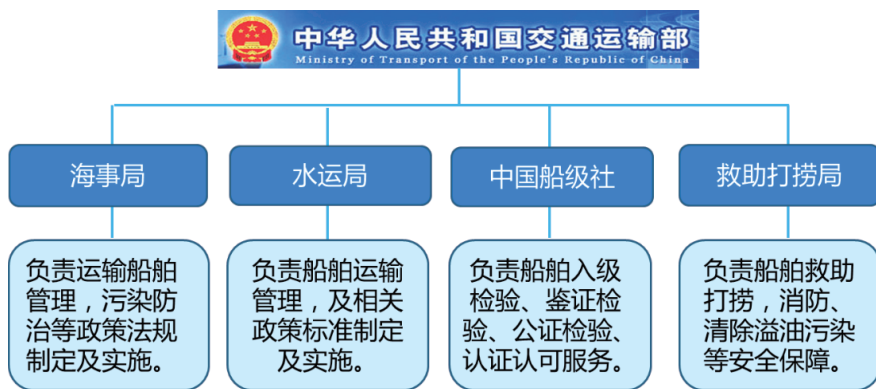 中华人民共和国交通运输部
Ministry of Transport of the People's Republic of China
海事局
水运局
中国船级社
救助打捞局
负责运输船舶
管理，污染防
治等政策法规
制定及实施。
负责船舶运输
管理，及相关
政策标准制定
及实施。
负责船舶入级
检验、鉴证检
验、公证检验、
认证认可服务。
负责船舶救助
打捞，消防、
清除溢油污染
等安全保障。